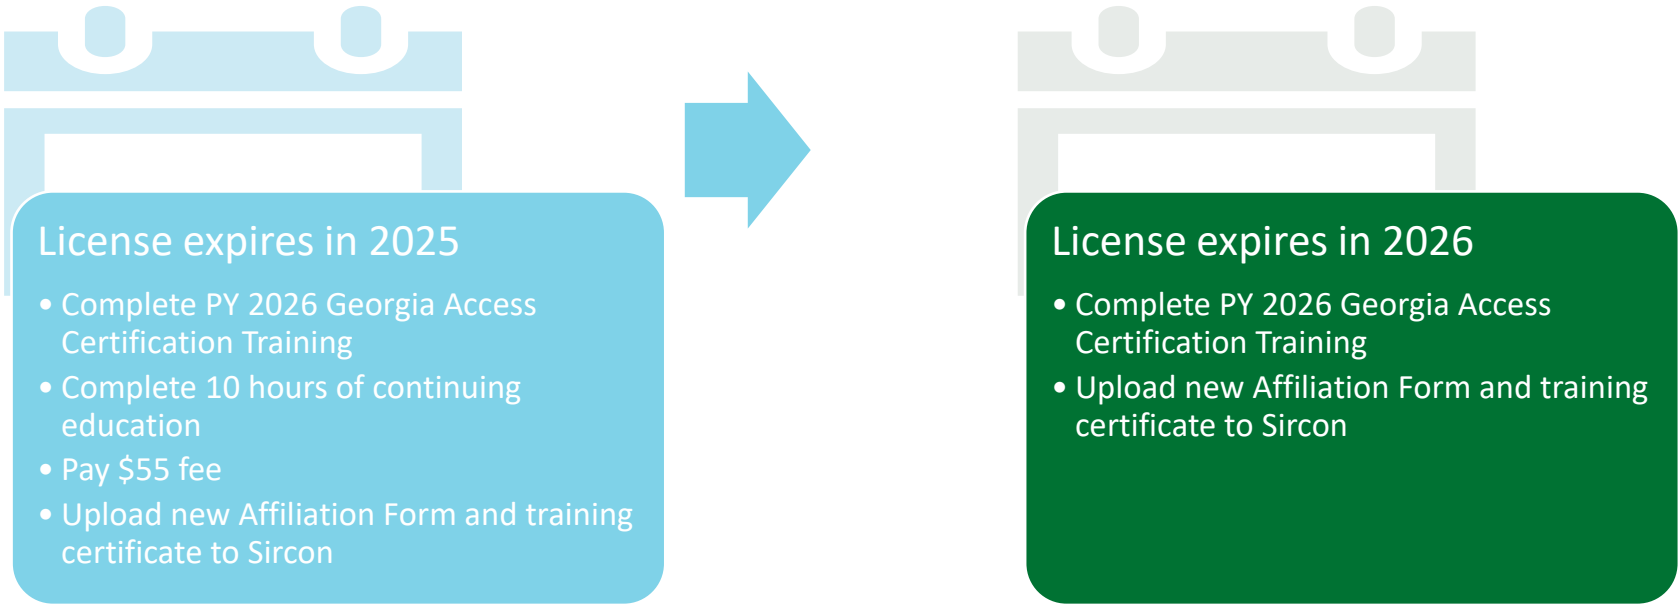 License expires in 2025
• Complete PY 2026 Georgia Access
Certification Training
• Complete 10 hours of continuing
education
• Pay $55 fee
• Upload new Affiliation Form and training
certificate to Sircon
License expires in 2026
• Complete PY 2026 Georgia Access
Certification Training
• Upload new Affiliation Form and training
certificate to Sircon